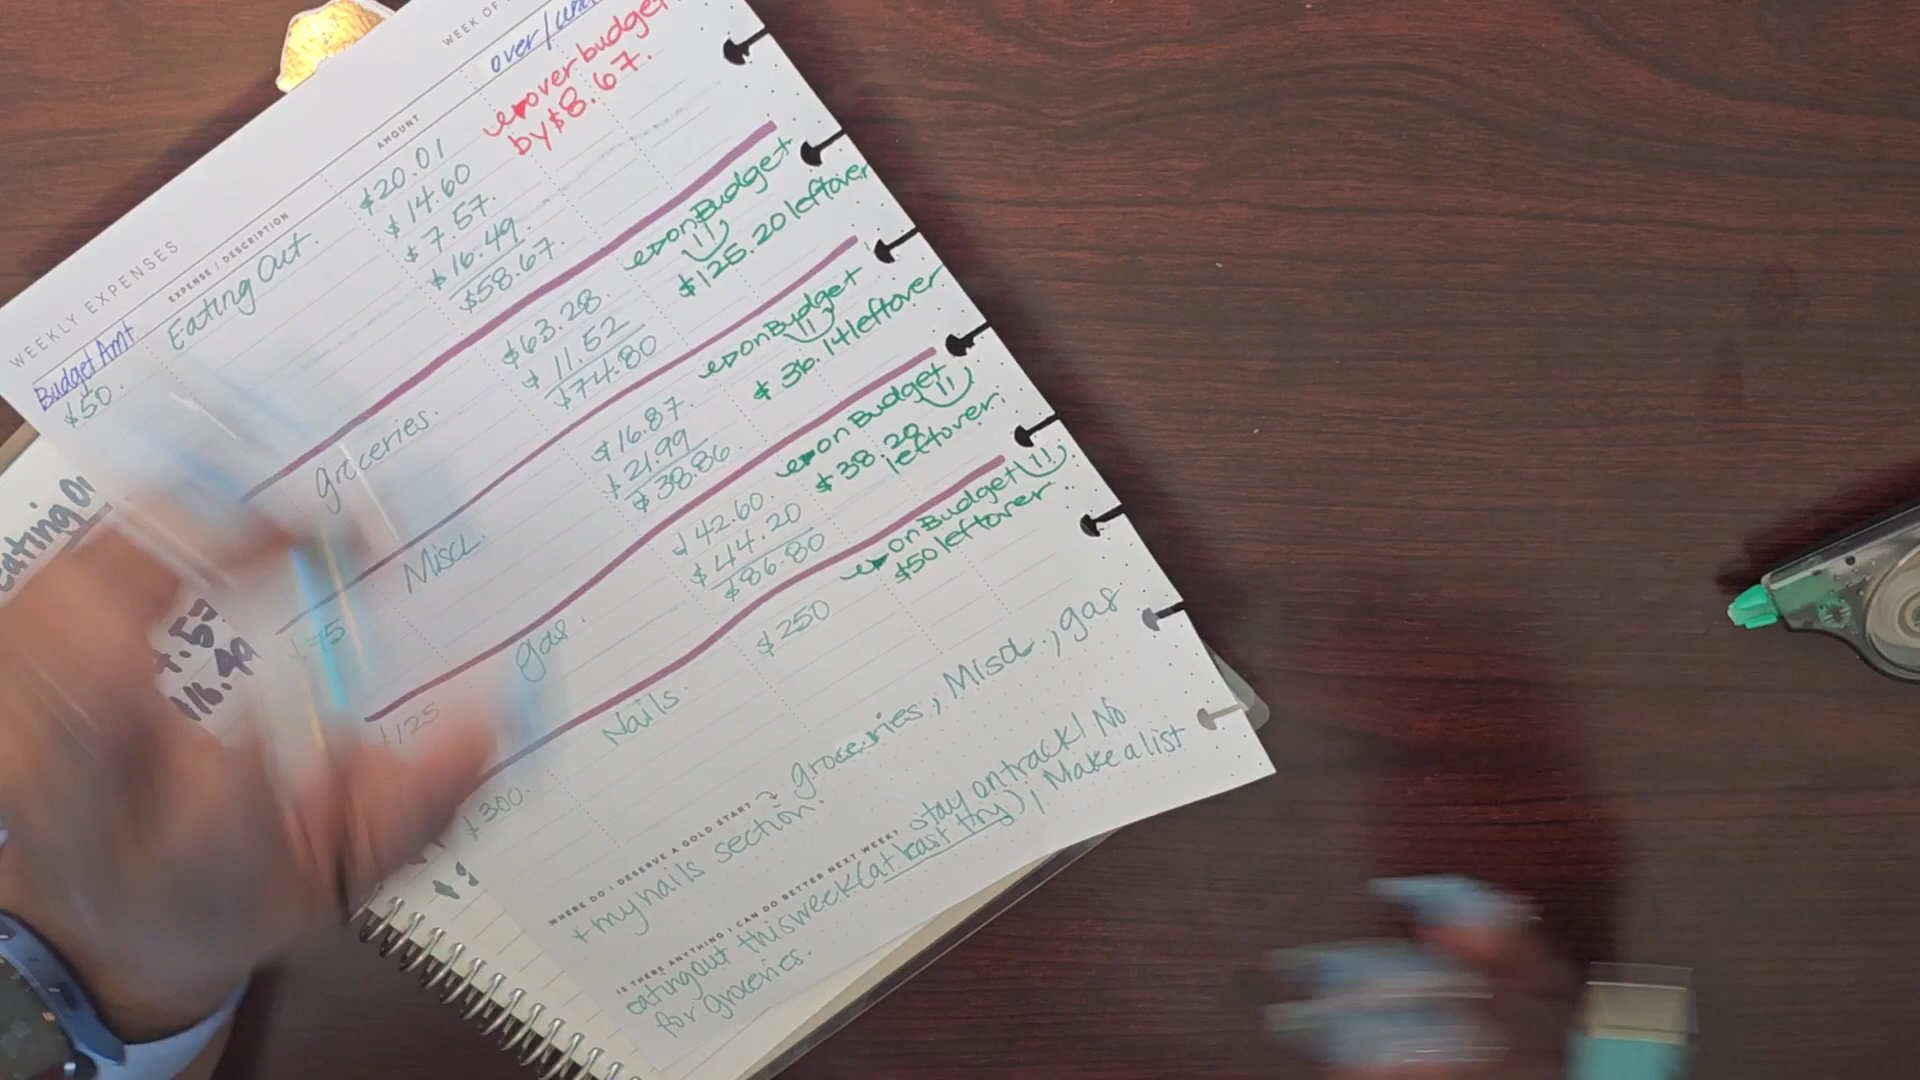 WEEKLY EXPENSES
WEEK OF
EXPENSE / DESCRIPTION
AMOUNT
Budget Amt
over/
$50.
Eating Out.
$20.01
$14.60
$7.57.
$16.49.
$58.67.
over budget
by $8.67.
groceries.
$63.28.
$11.52
$74.80
on Budget
$125.20 leftover
Miscl.
$16.87.
$21.99
$38.86.
on Budget
$36.14 leftover.
$75
gas.
$42.60.
$44.20
$86.80
on Budget
$38.20
leftover.
$125
Nails.
$250
on Budget
$50 leftover
$300.
WHERE DO I DESERVE A GOLD STAR? groceries, Miscl., gas
+ my nails section.
IS THERE ANYTHING I CAN DO BETTER NEXT WEEK? stay on track! No
eating out this week (at least try)! Make a list
for groceries.
16.49